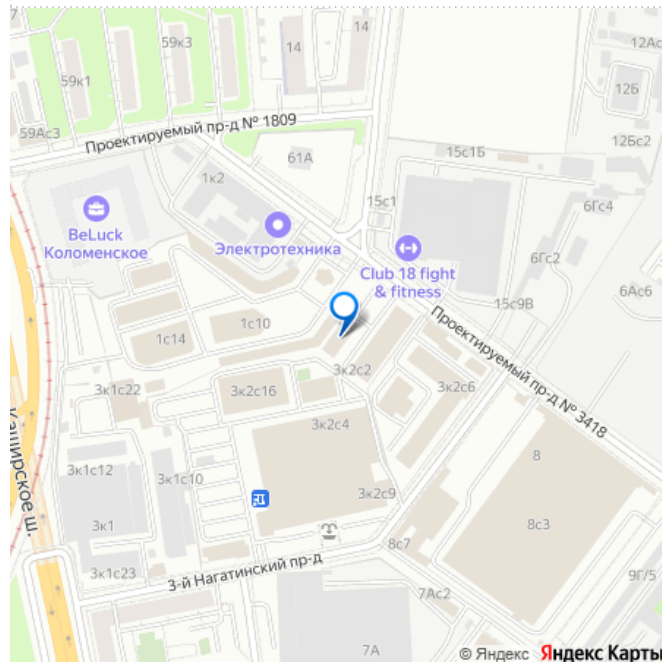 59к3
14
14
12Ас
59к1
12Б
59Ас3
Проектируемый пр-д № 1809
12Бс2
61А
15с1Б
1к2
15с1
6Гс4
BeLuck
Коломенское
Электротехника
6Гс2
Club 18 fight
& fitness
6Ас6
15с9В
1с10
1с14
Проектируемый пр-д № 3418
3к2с2
3к1с22
3к2с16
3к2с6
3к2с4
Каширское ш.
3к1с12
8
3к1с10
3к2с9
3к1
8с3
8с7
3-й Нагатинский пр-д
3к1с23
9Г/5
7Ас2
7А
© Яндекс Яндекс Карты